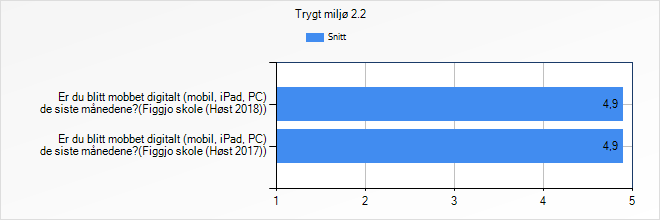 Trygt miljø 2.2
Snitt
Er du blitt mobbet digitalt (mobil, iPad, PC)
de siste månedene?(Figgjo skole (Høst 2018))
4,9
Er du blitt mobbet digitalt (mobil, iPad, PC)
de siste månedene?(Figgjo skole (Høst 2017))
4,9
1 2 3 4 5